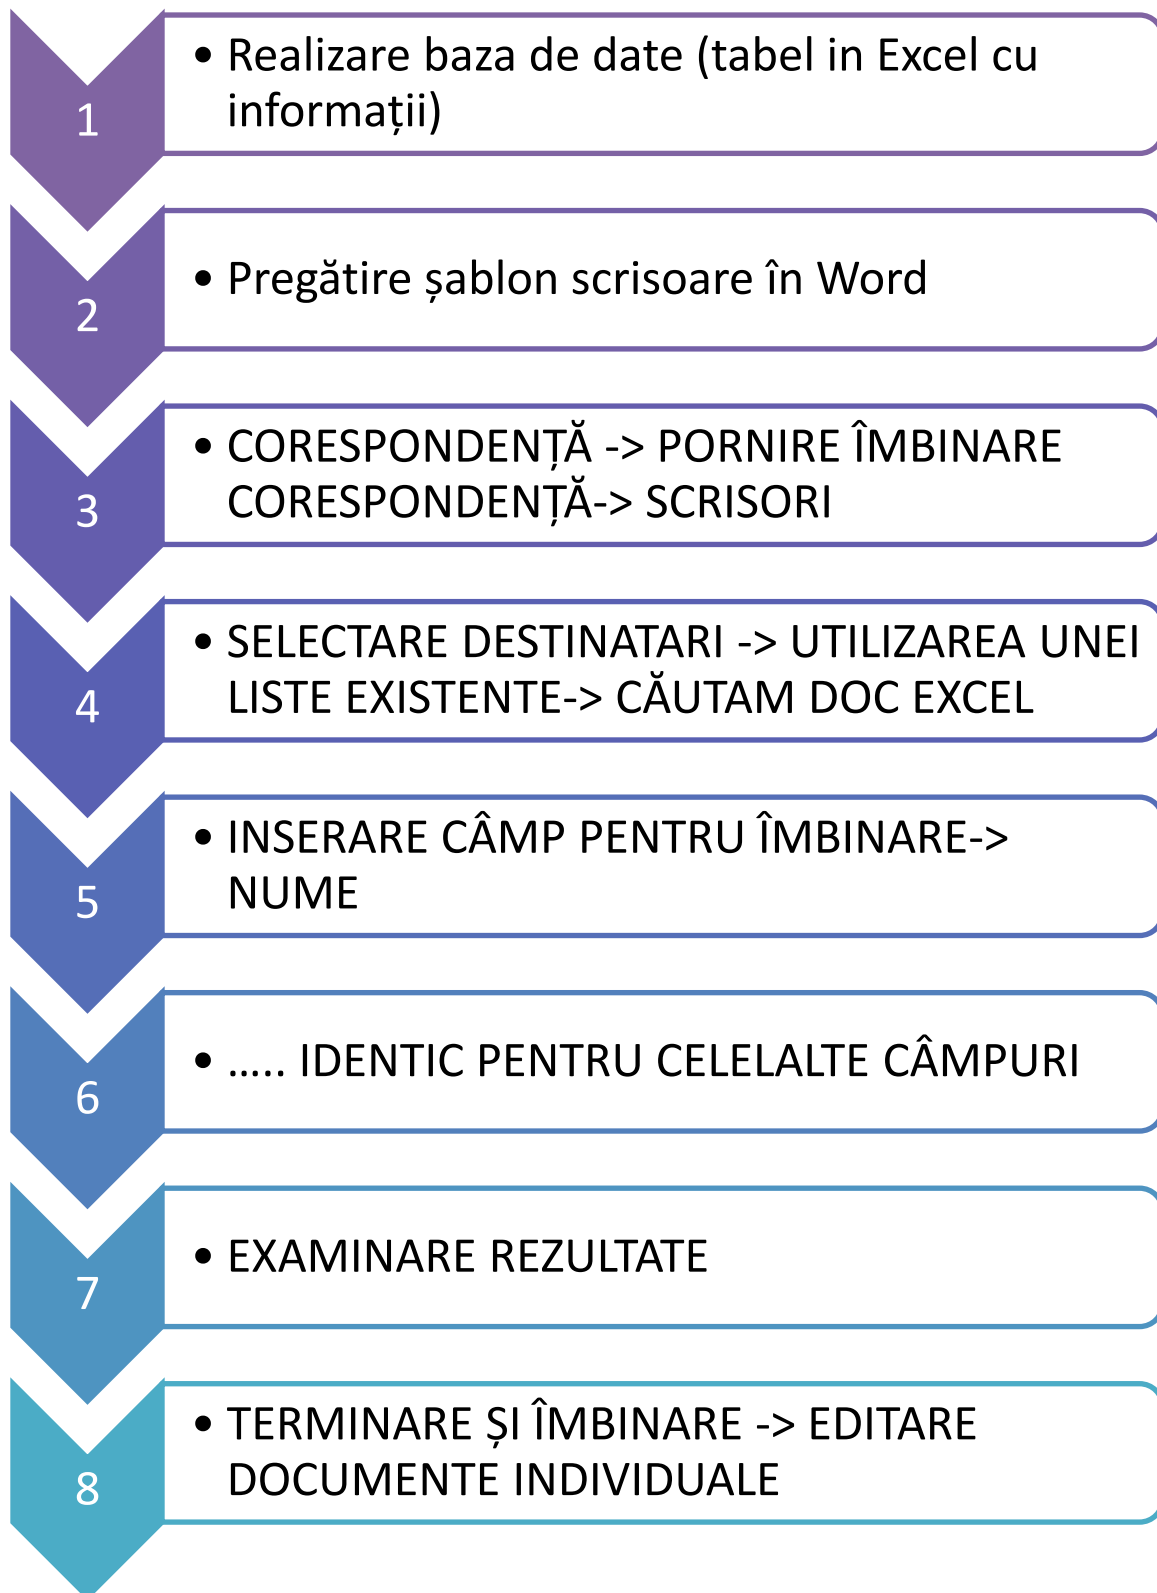 1
• Realizare baza de date (tabel in Excel cu
informații)
2
• Pregătire șablon scrisoare în Word
3
• CORESPONDENȚĂ -> PORNIRE ÎMBINARE
CORESPONDENȚĂ-> SCRISORI
4
• SELECTARE DESTINATARI -> UTILIZAREA UNEI
LISTE EXISTENTE-> CĂUTAM DOC EXCEL
5
• INSERARE CÂMP PENTRU ÎMBINARE->
NUME
6
• ..... IDENTIC PENTRU CELELALTE CÂMPURI
7
• EXAMINARE REZULTATE
8
• TERMINARE ȘI ÎMBINARE -> EDITARE
DOCUMENTE INDIVIDUALE